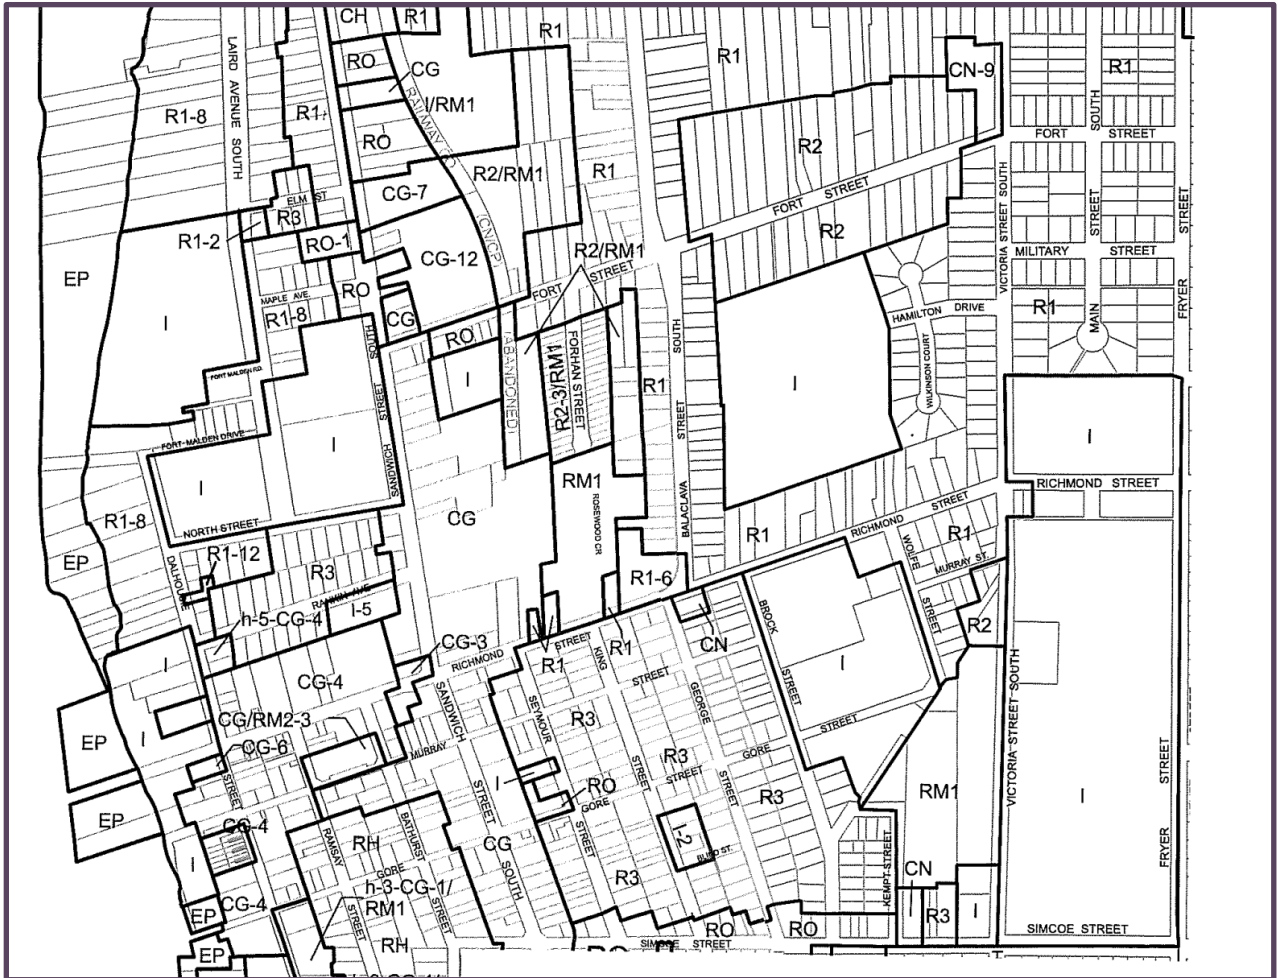 CH
R1
R1
R1
CN-9
R1
RO
CG
I/RM1
LAIRD AVENUE SOUTH
R1-8
R1
RAILWAY CO.
SOUTH
FORT STREET
RO
R2
R2/RM1
R1
CG-7
ELM ST
R3
FORT STREET
VICTORIA STREET SOUTH
STREET
STREET
R1-2
RO-1
(CN/CP)
R2
R2/RM1
MILITARY STREET
EP
CG-12
RO
FORT STREET
MAPLE AVE.
R1-8
CG
HAMILTON DRIVE
R1
MAIN
FRYER
I
SOUTH
RO
(ABANDONED)
R2-3/RM1
FORHAN STREET
SOUTH
WILKINSON COURT
FORT MALDEN RD.
I
R1
I
STREET
STREET
I
FORT MALDEN DRIVE
I
SANDWICH
I
RM1
RICHMOND STREET
R1-8
NORTH STREET
CG
ROSEWOOD CR
BALACLAVA
RICHMOND STREET
R1
WOLFE
R1
EP
R1-12
DALHOUSIE
R3
R1-6
MURRAY ST.
RANKIN AVE
I-5
h-5-CG-4
BROCK
STREET
R2
CG-3
RICHMOND STREET
R1
R1
CN
KING
I
I
CG-4
STREET
STREET
VICTORIA STREET SOUTH
SANDWICH
SEYMOUR
GEORGE
CG/RM2-3
R3
STREET
EP
I
CG-6
MURRAY
R3
GORE
STREET
I
STREET
STREET
STREET
STREET
RO
GORE
R3
RM1
I
STREET
EP
CG-4
I-2
RAMSAY
BATHURST
RH
CG
STREET
BLIND ST.
FRYER
I
GORE
SOUTH
R3
KEMPT STREET
CN
h-3-CG-1/
RM1
CG-4
EP
STREET
STREET
I
R3
I
RO
RO
SIMCOE STREET
RH
SIMCOE STREET
EP